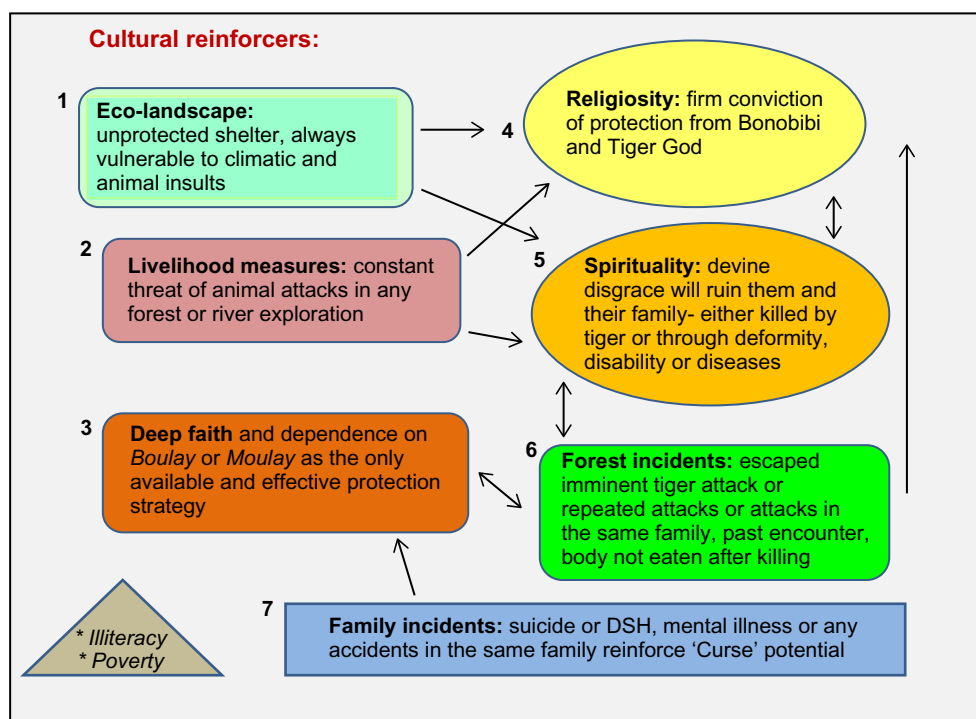 Cultural reinforcers:
1
Eco-landscape:
unprotected shelter, always
vulnerable to climatic and
animal insults
2
Livelihood measures: constant
threat of animal attacks in any
forest or river exploration
3
Deep faith and dependence on
Boulay or Moulay as the only
available and effective protection
strategy
4
Religiosity: firm conviction
of protection from Bonobibi
and Tiger God
5
Spirituality: devine
disgrace will ruin them and
their family- either killed by
tiger or through deformity,
disability or diseases
6
Forest incidents: escaped
imminent tiger attack or
repeated attacks or attacks in
the same family, past encounter,
body not eaten after killing
7
Family incidents: suicide or DSH, mental illness or any
accidents in the same family reinforce ‘Curse’ potential
* Illiteracy
* Poverty